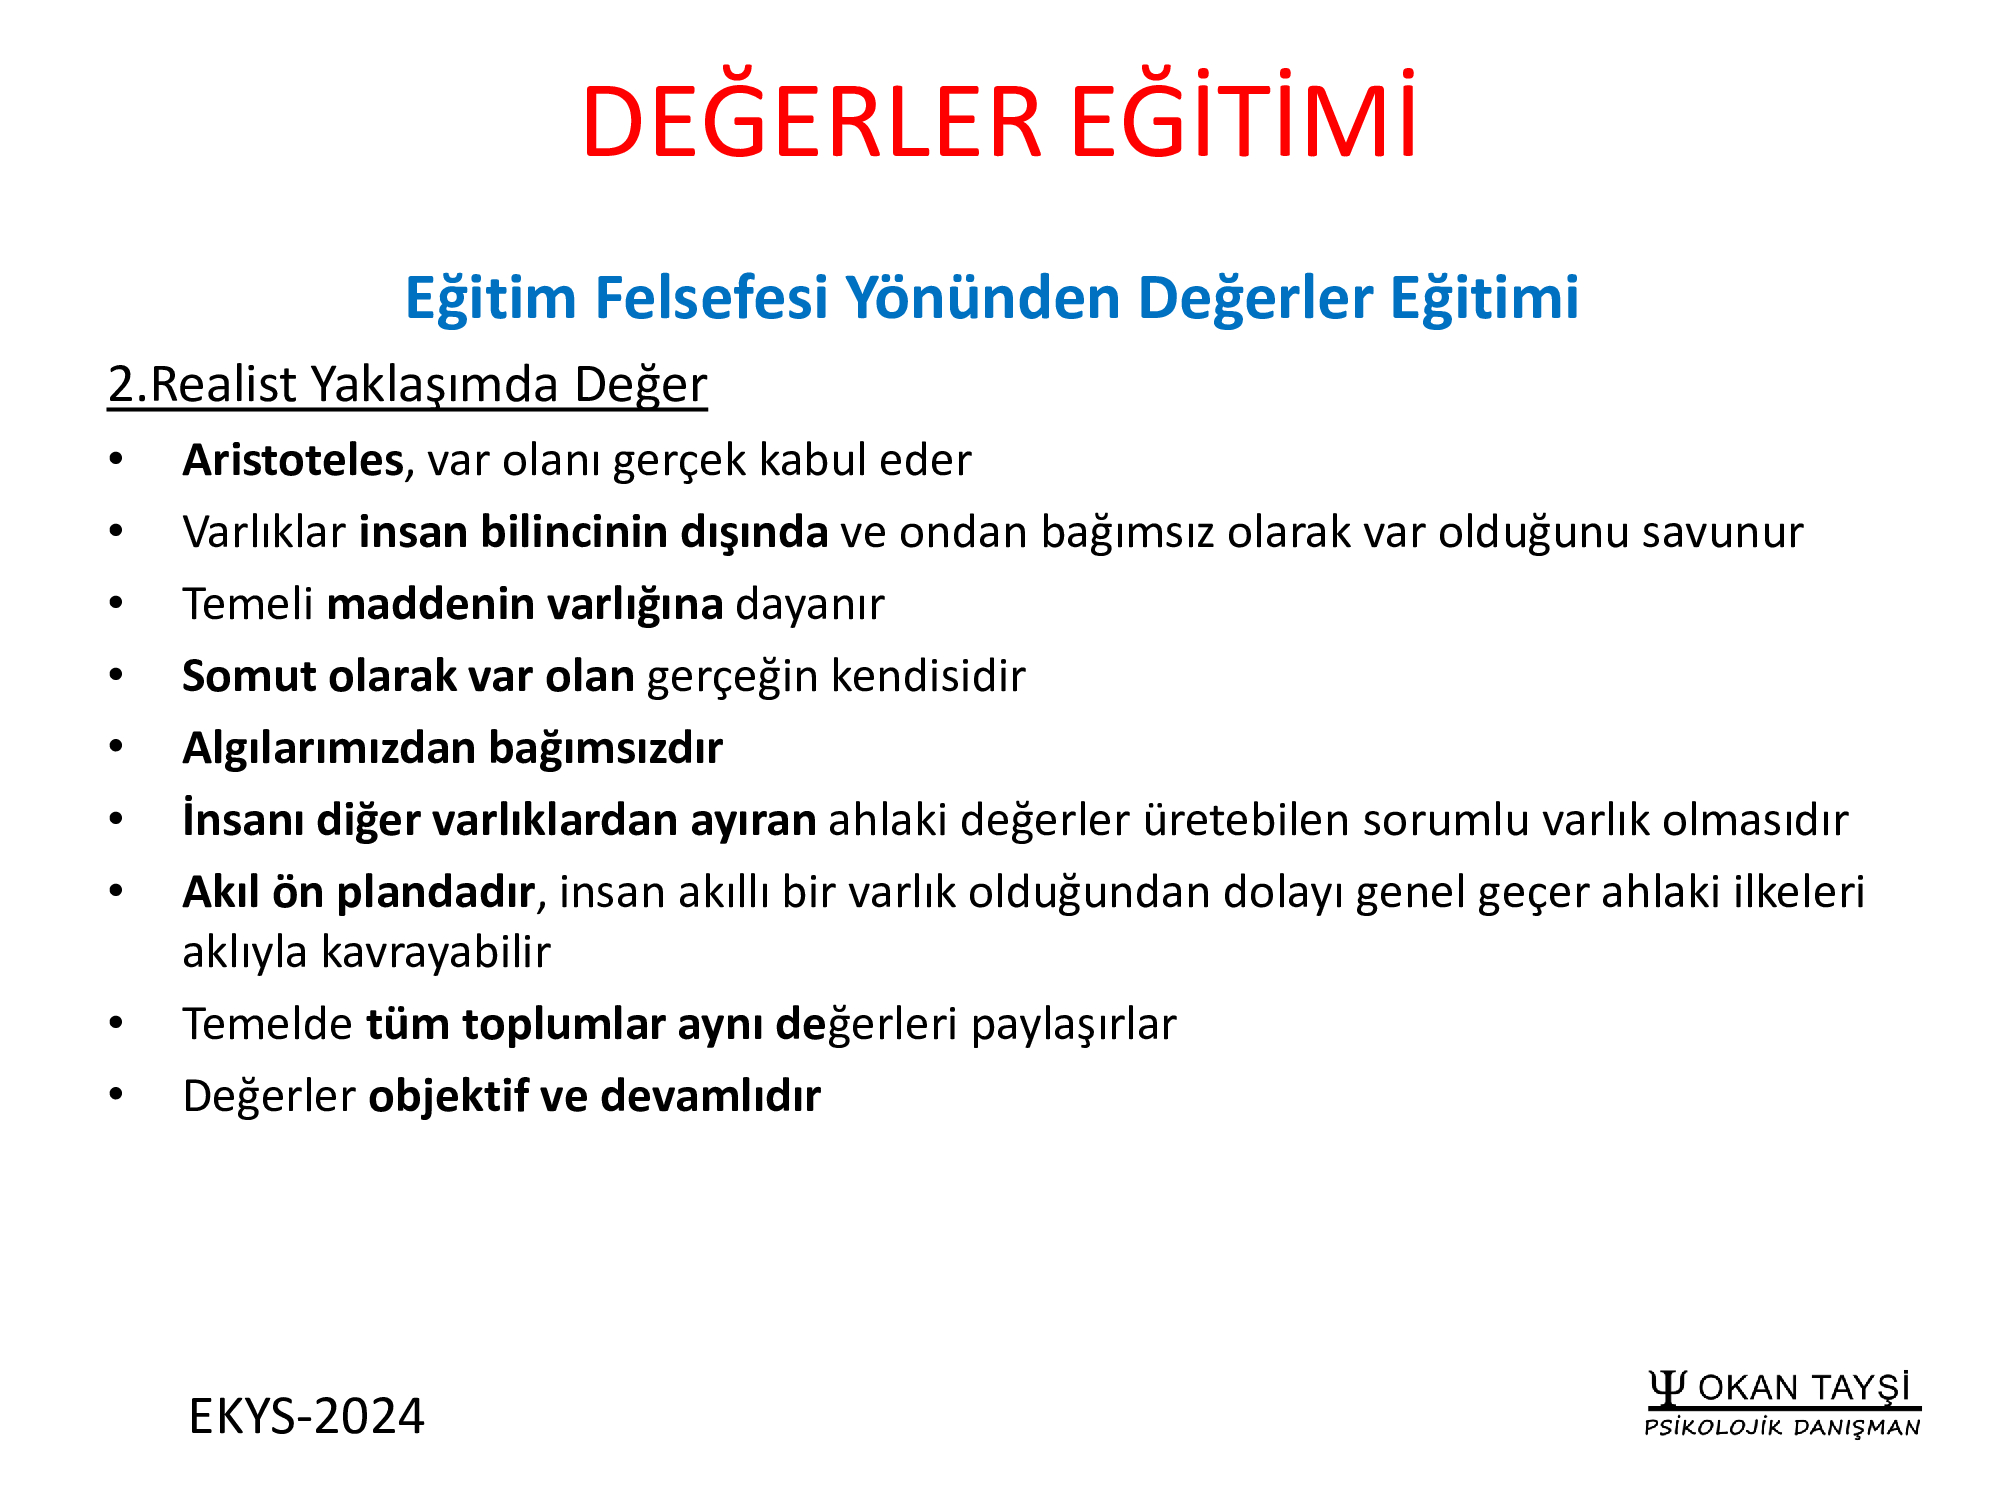 DEĞERLER EĞİTİMİ
Eğitim Felsefesi Yönünden Değerler Eğitimi
2.Realist Yaklaşımda Değer
• Aristoteles, var olanı gerçek kabul eder
• Varlıklar insan bilincinin dışında ve ondan bağımsız olarak var olduğunu savunur
• Temeli maddenin varlığına dayanır
• Somut olarak var olan gerçeğin kendisidir
• Algılarımızdan bağımsızdır
• İnsanı diğer varlıklardan ayıran ahlaki değerler üretebilen sorumlu varlık olmasıdır
• Akıl ön plandadır, insan akıllı bir varlık olduğundan dolayı genel geçer ahlaki ilkeleri
aklıyla kavrayabilir
• Temelde tüm toplumlar aynı değerleri paylaşırlar
• Değerler objektif ve devamlıdır
EKYS-2024
Ψ OKAN TAYŞİ
PSİKOLOJİK DANIŞMAN